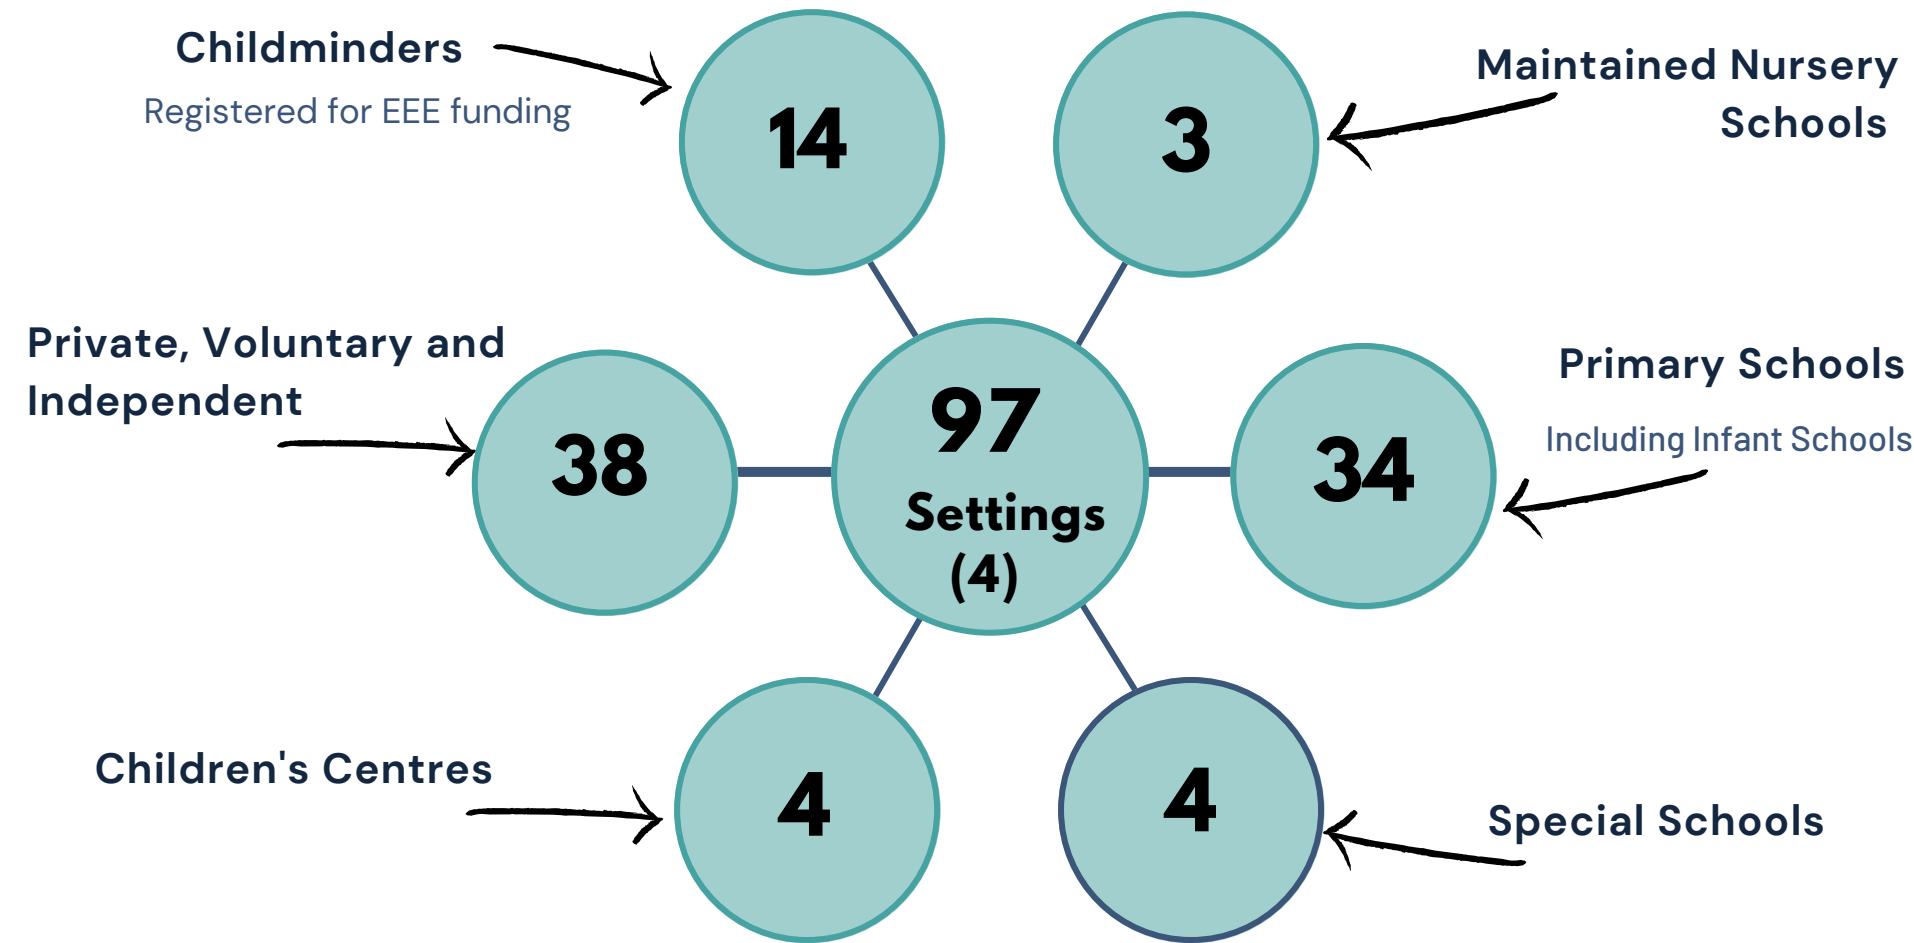 Childminders
Registered for EEE funding
14
3
Maintained Nursery
Schools
Private, Voluntary and
Independent
38
97
Settings
(4)
34
Primary Schools
Including Infant Schools
Children's Centres
4
4
Special Schools